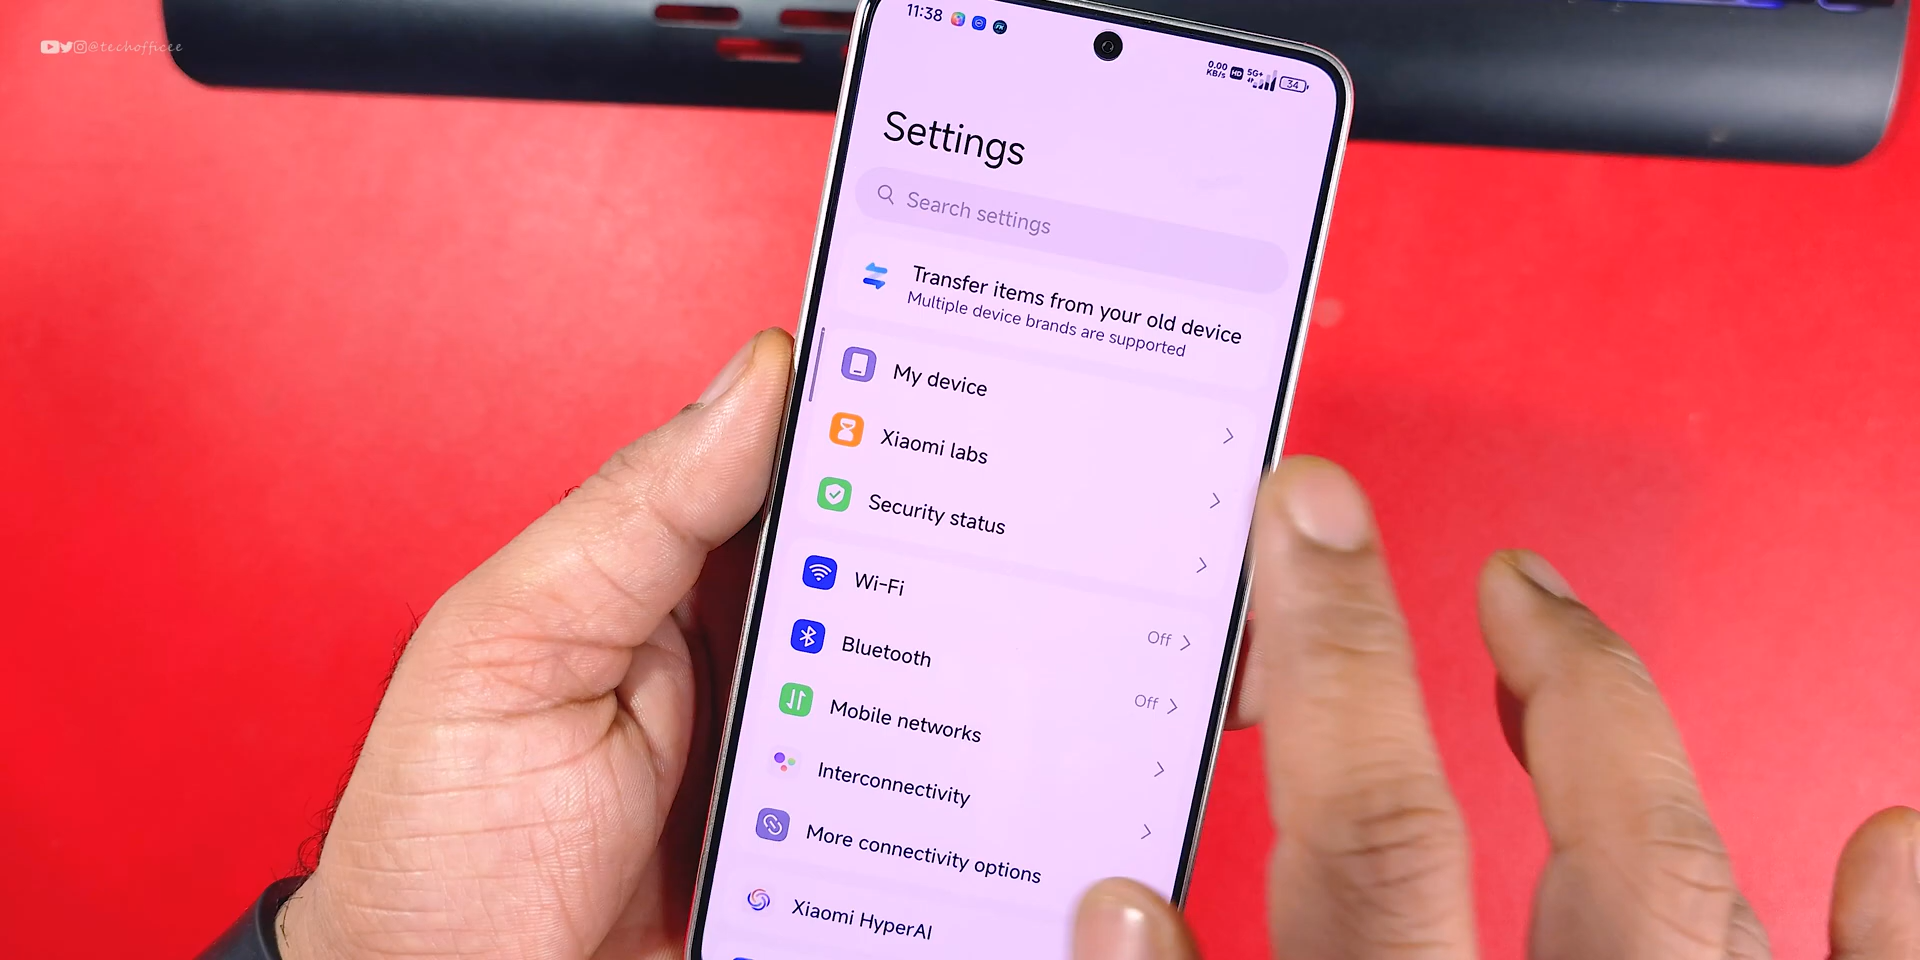 @techofficee
11:38
0.00
KB/s
HD
5G+
34
Settings
Search settings
Transfer items from your old device
Multiple device brands are supported
My device
Xiaomi labs
Security status
Wi-Fi
Off
Bluetooth
Off
Mobile networks
Interconnectivity
More connectivity options
Xiaomi HyperAI